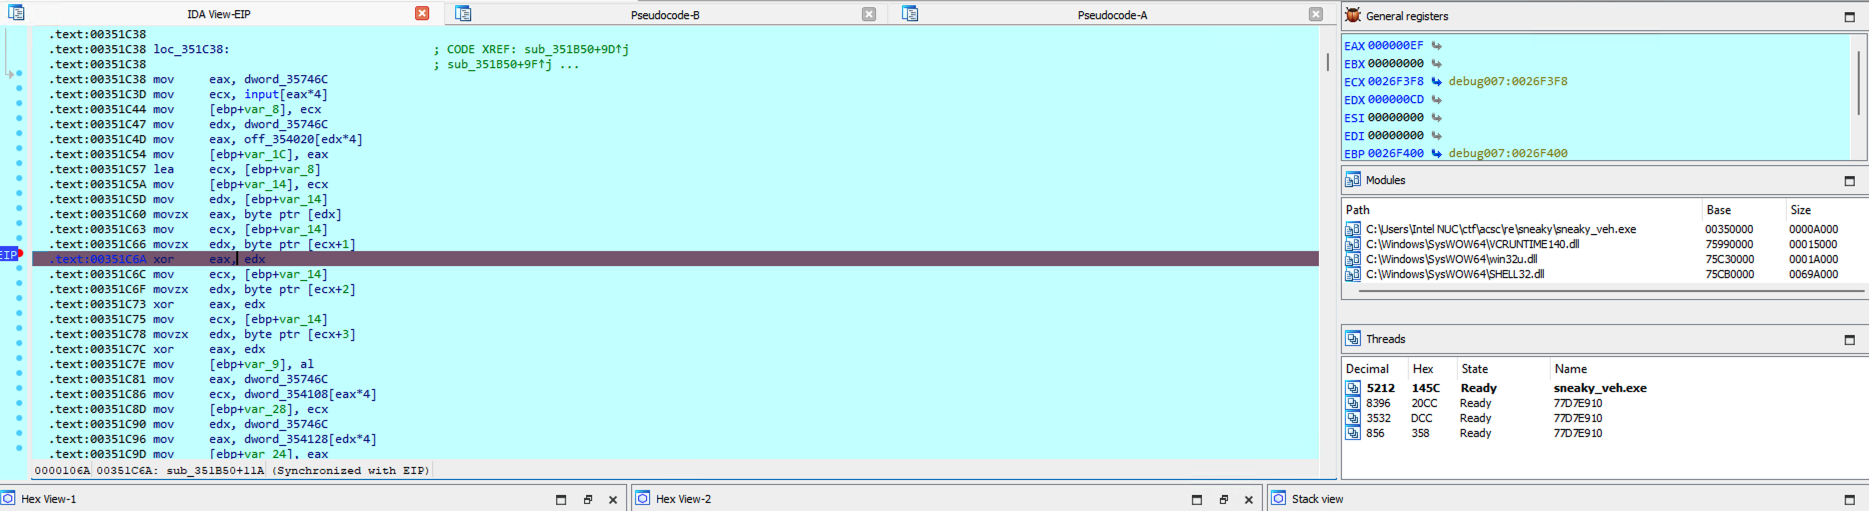 IDA View-EIP
Pseudocode-B
Pseudocode-A
.text:00351C38
.text:00351C38 loc_351C38: ; CODE XREF: sub_351B50+9D↑j
.text:00351C38 ; sub_351B50+9F↑j ...
.text:00351C38 mov eax, dword_35746C
.text:00351C3D mov ecx, input[eax*4]
.text:00351C44 mov [ebp+var_8], ecx
.text:00351C47 mov edx, dword_35746C
.text:00351C4D mov eax, off_354020[edx*4]
.text:00351C54 mov [ebp+var_1C], eax
.text:00351C57 lea ecx, [ebp+var_8]
.text:00351C5A mov [ebp+var_14], ecx
.text:00351C5D mov edx, [ebp+var_14]
.text:00351C60 movzx eax, byte ptr [edx]
.text:00351C63 mov ecx, [ebp+var_14]
.text:00351C66 movzx edx, byte ptr [ecx+1]
EIP .text:00351C6A xor eax, edx
.text:00351C6C mov ecx, [ebp+var_14]
.text:00351C6F movzx edx, byte ptr [ecx+2]
.text:00351C73 xor eax, edx
.text:00351C75 mov ecx, [ebp+var_14]
.text:00351C78 movzx edx, byte ptr [ecx+3]
.text:00351C7C xor eax, edx
.text:00351C7E mov [ebp+var_9], al
.text:00351C81 mov eax, dword_35746C
.text:00351C86 mov ecx, dword_354108[eax*4]
.text:00351C8D mov [ebp+var_28], ecx
.text:00351C90 mov edx, dword_35746C
.text:00351C96 mov eax, dword_354128[edx*4]
.text:00351C9D mov [ebp+var_24], eax
0000106A 00351C6A: sub_351B50+11A (Synchronized with EIP)
General registers
EAX 000000EF
EBX 00000000
ECX 0026F3F8 debug007:0026F3F8
EDX 000000CD
ESI 00000000
EDI 00000000
EBP 0026F400 debug007:0026F400
Modules
Path Base Size
C:\Users\Intel NUC\ctf\acsc\re\sneaky\sneaky_veh.exe 00350000 0000A000
C:\Windows\SysWOW64\VCRUNTIME140.dll 75990000 00015000
C:\Windows\SysWOW64\win32u.dll 75C30000 0001A000
C:\Windows\SysWOW64\SHELL32.dll 75CB0000 0069A000
Threads
Decimal Hex State Name
5212 145C Ready sneaky_veh.exe
8396 20CC Ready 77D7E910
3532 DCC Ready 77D7E910
856 358 Ready 77D7E910
Hex View-1
Hex View-2
Stack view